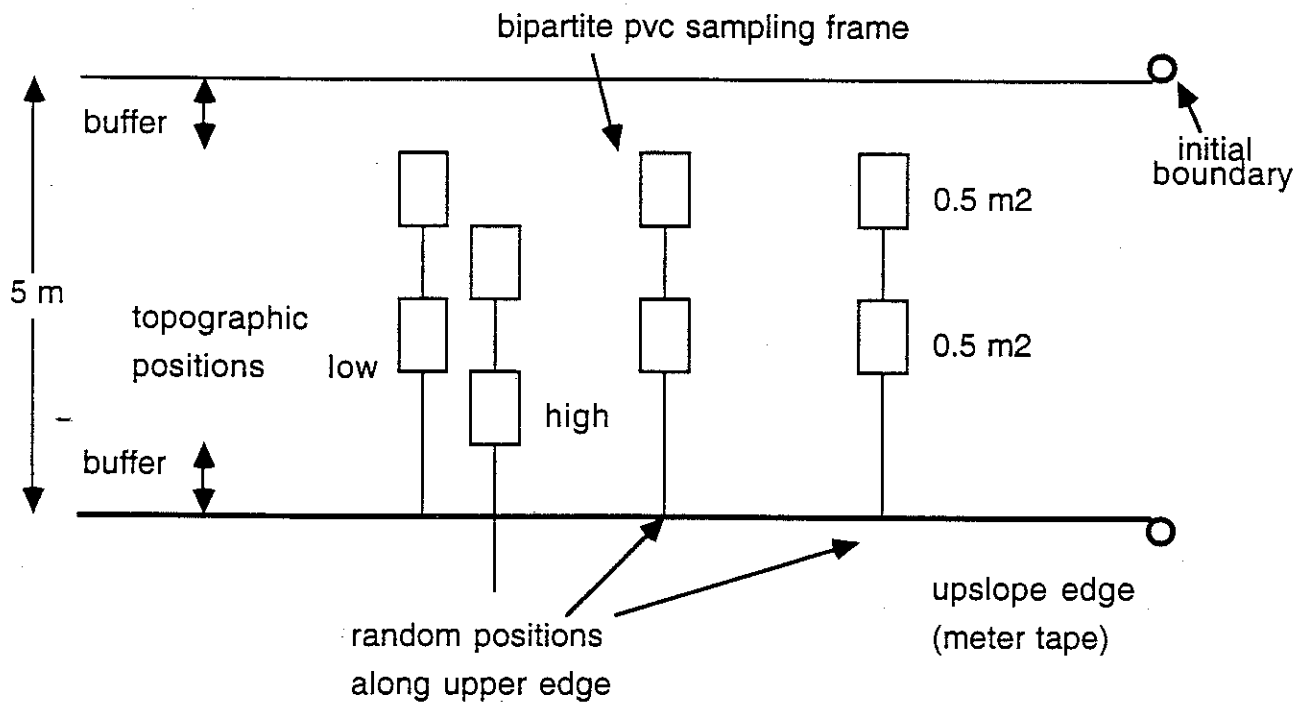 bipartite pvc sampling frame
buffer
initial
boundary
0.5 m2
5 m
topographic
positions low
0.5 m2
high
buffer
upslope edge
(meter tape)
random positions
along upper edge